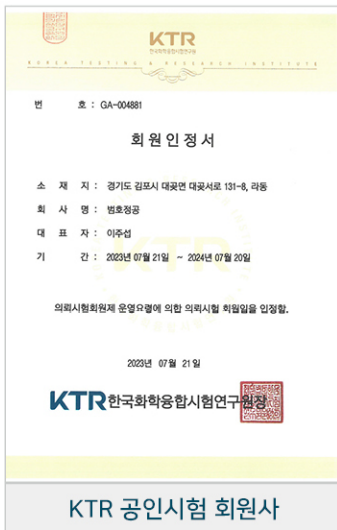 KTR
한국화학융합시험연구원
KOREA TESTING & RESEARCH INSTITUTE
번 호 : GA-004881
회원인정서
소 재 지 : 경기도 김포시 대곶면 대곶서로 131-8, 라동
회 사 명 : 범호정공
대 표 자 : 이주섭
기 간 : 2023년 07월 21일 ~ 2024년 07월 20일
의뢰시험회원제 운영요령에 의한 의뢰시험 회원임을 인정함.
2023년 07월 21일
KTR 한국화학융합시험연구원장
KTR 공인시험 회원사